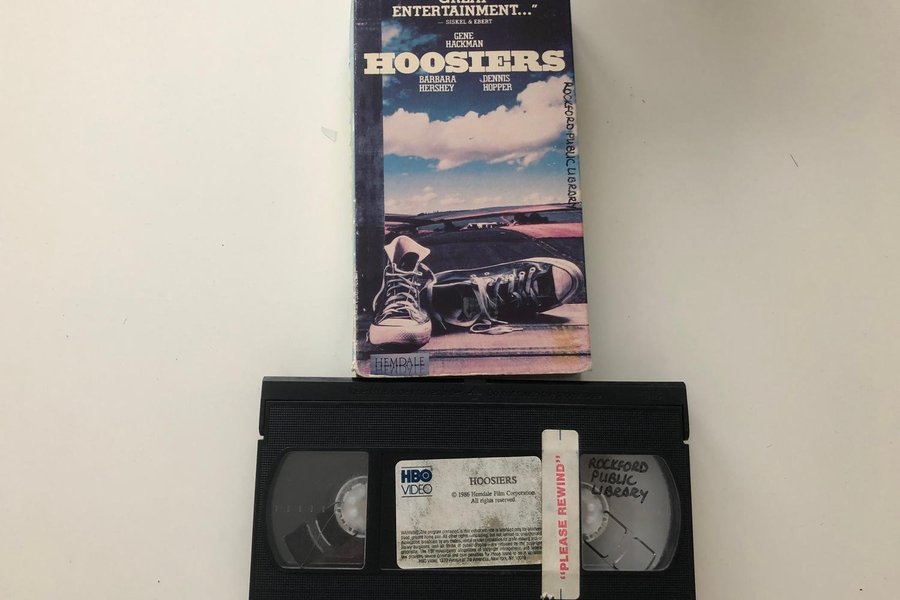 GREAT
ENTERTAINMENT..."
— SISKEL & EBERT
GENE
HACKMAN
HOOSIERS
BARBARA
HERSHEY
DENNIS
HOPPER
ROCKFORD PUBLIC LIBRARY
HEMDALE
HBO
VIDEO
HOOSIERS
© 1986 Hemdale Film Corporation.
All rights reserved.
"PLEASE REWIND"
ROCKFORD
PUBLIC
LIBRARY